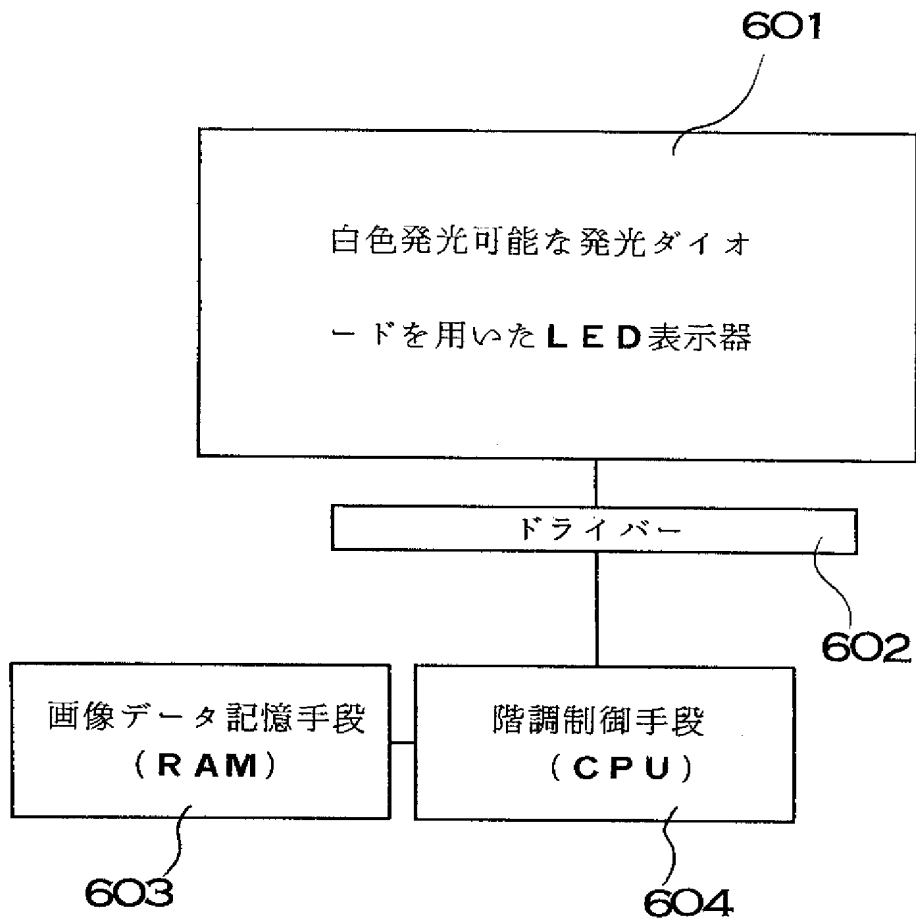 601
白色発光可能な発光ダイオ
ードを用いたLED表示器
ドライバー
602
画像データ記憶手段
(RAM)
階調制御手段
(CPU)
603
604